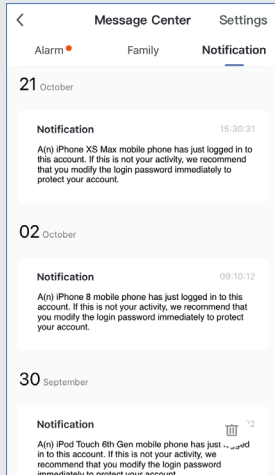 Message Center Settings
Alarm Family Notification
21 October
Notification 15:30:31
A(n) iPhone XS Max mobile phone has just logged in to
this account. If this is not your activity, we recommend
that you modify the login password immediately to
protect your account.
02 October
Notification 09:10:12
A(n) iPhone 8 mobile phone has just logged in to this
account. If this is not your activity, we recommend that
you modify the login password immediately to protect
your account.
30 September
Notification
A(n) iPod Touch 6th Gen mobile phone has just
in to this account. If this is not your activity, we
recommend that you modify the login password
immediately to protect your account.